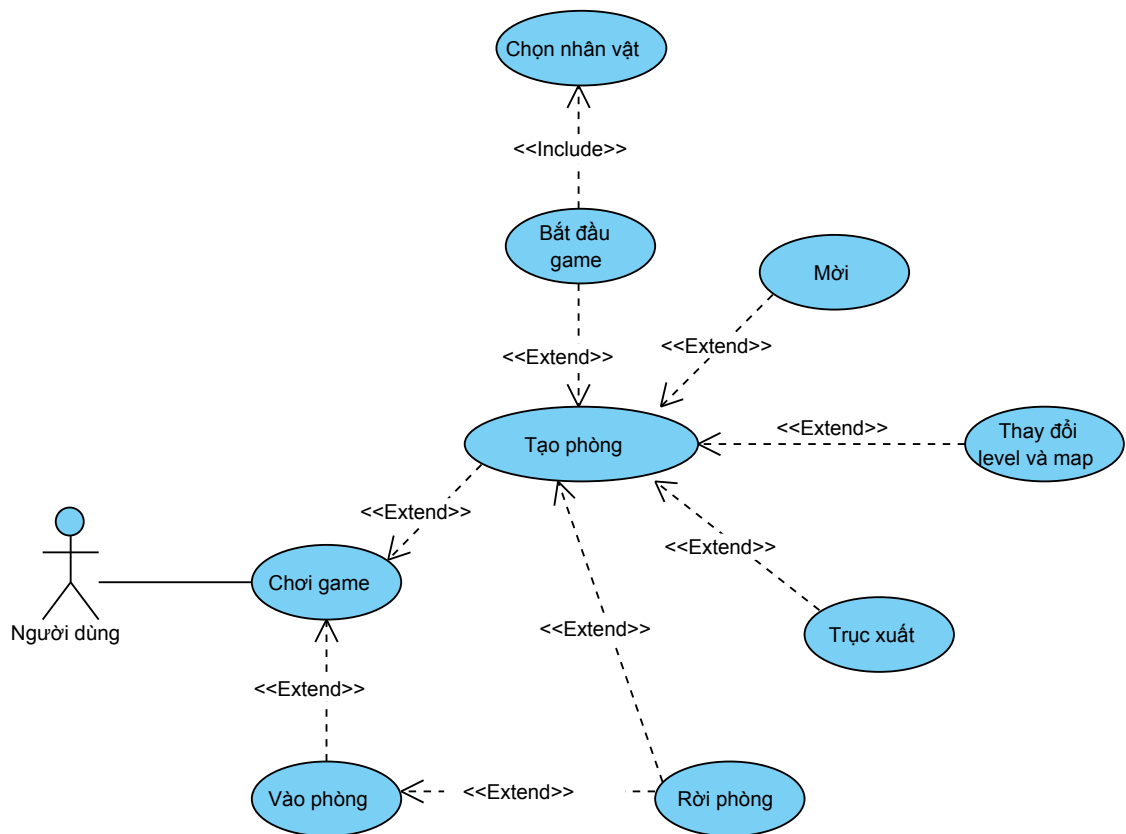 Chọn nhân vật
<<Include>>
Bắt đầu
game
Mời
<<Extend>>
<<Extend>>
Tạo phòng
<<Extend>>
Thay đổi
level và map
<<Extend>>
<<Extend>>
Chơi game
Người dùng
<<Extend>>
Trục xuất
<<Extend>>
Vào phòng
<<Extend>>
Rời phòng